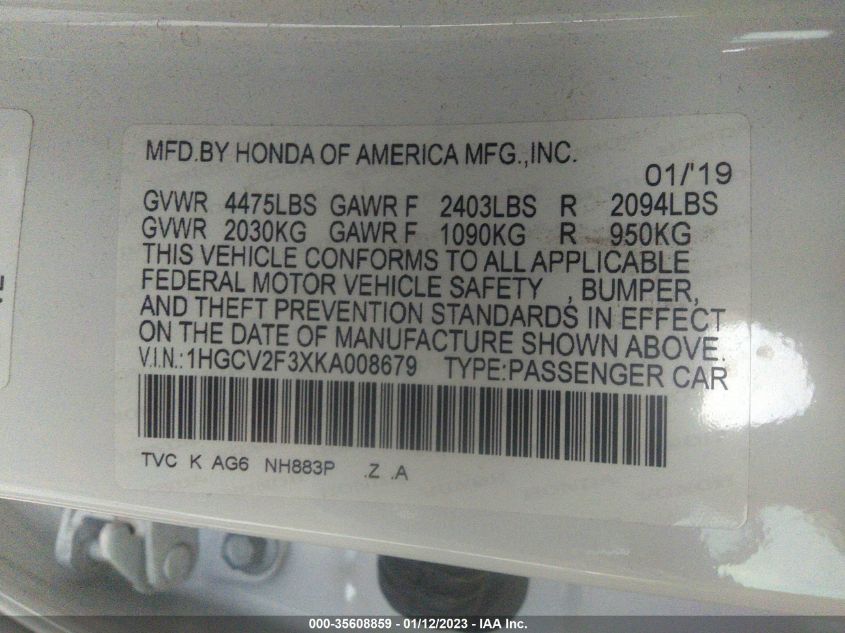 MFD.BY HONDA OF AMERICA MFG.,INC.
01/'19
GVWR 4475LBS GAWR F 2403LBS R 2094LBS
GVWR 2030KG GAWR F 1090KG R 950KG
THIS VEHICLE CONFORMS TO ALL APPLICABLE
FEDERAL MOTOR VEHICLE SAFETY , BUMPER,
AND THEFT PREVENTION STANDARDS IN EFFECT
ON THE DATE OF MANUFACTURE SHOWN ABOVE.
V.I.N.:1HGCV2F3XKA008679 TYPE:PASSENGER CAR
TVC K AG6 NH883P .Z .A
000-35608859 - 01/12/2023 - IAA Inc.